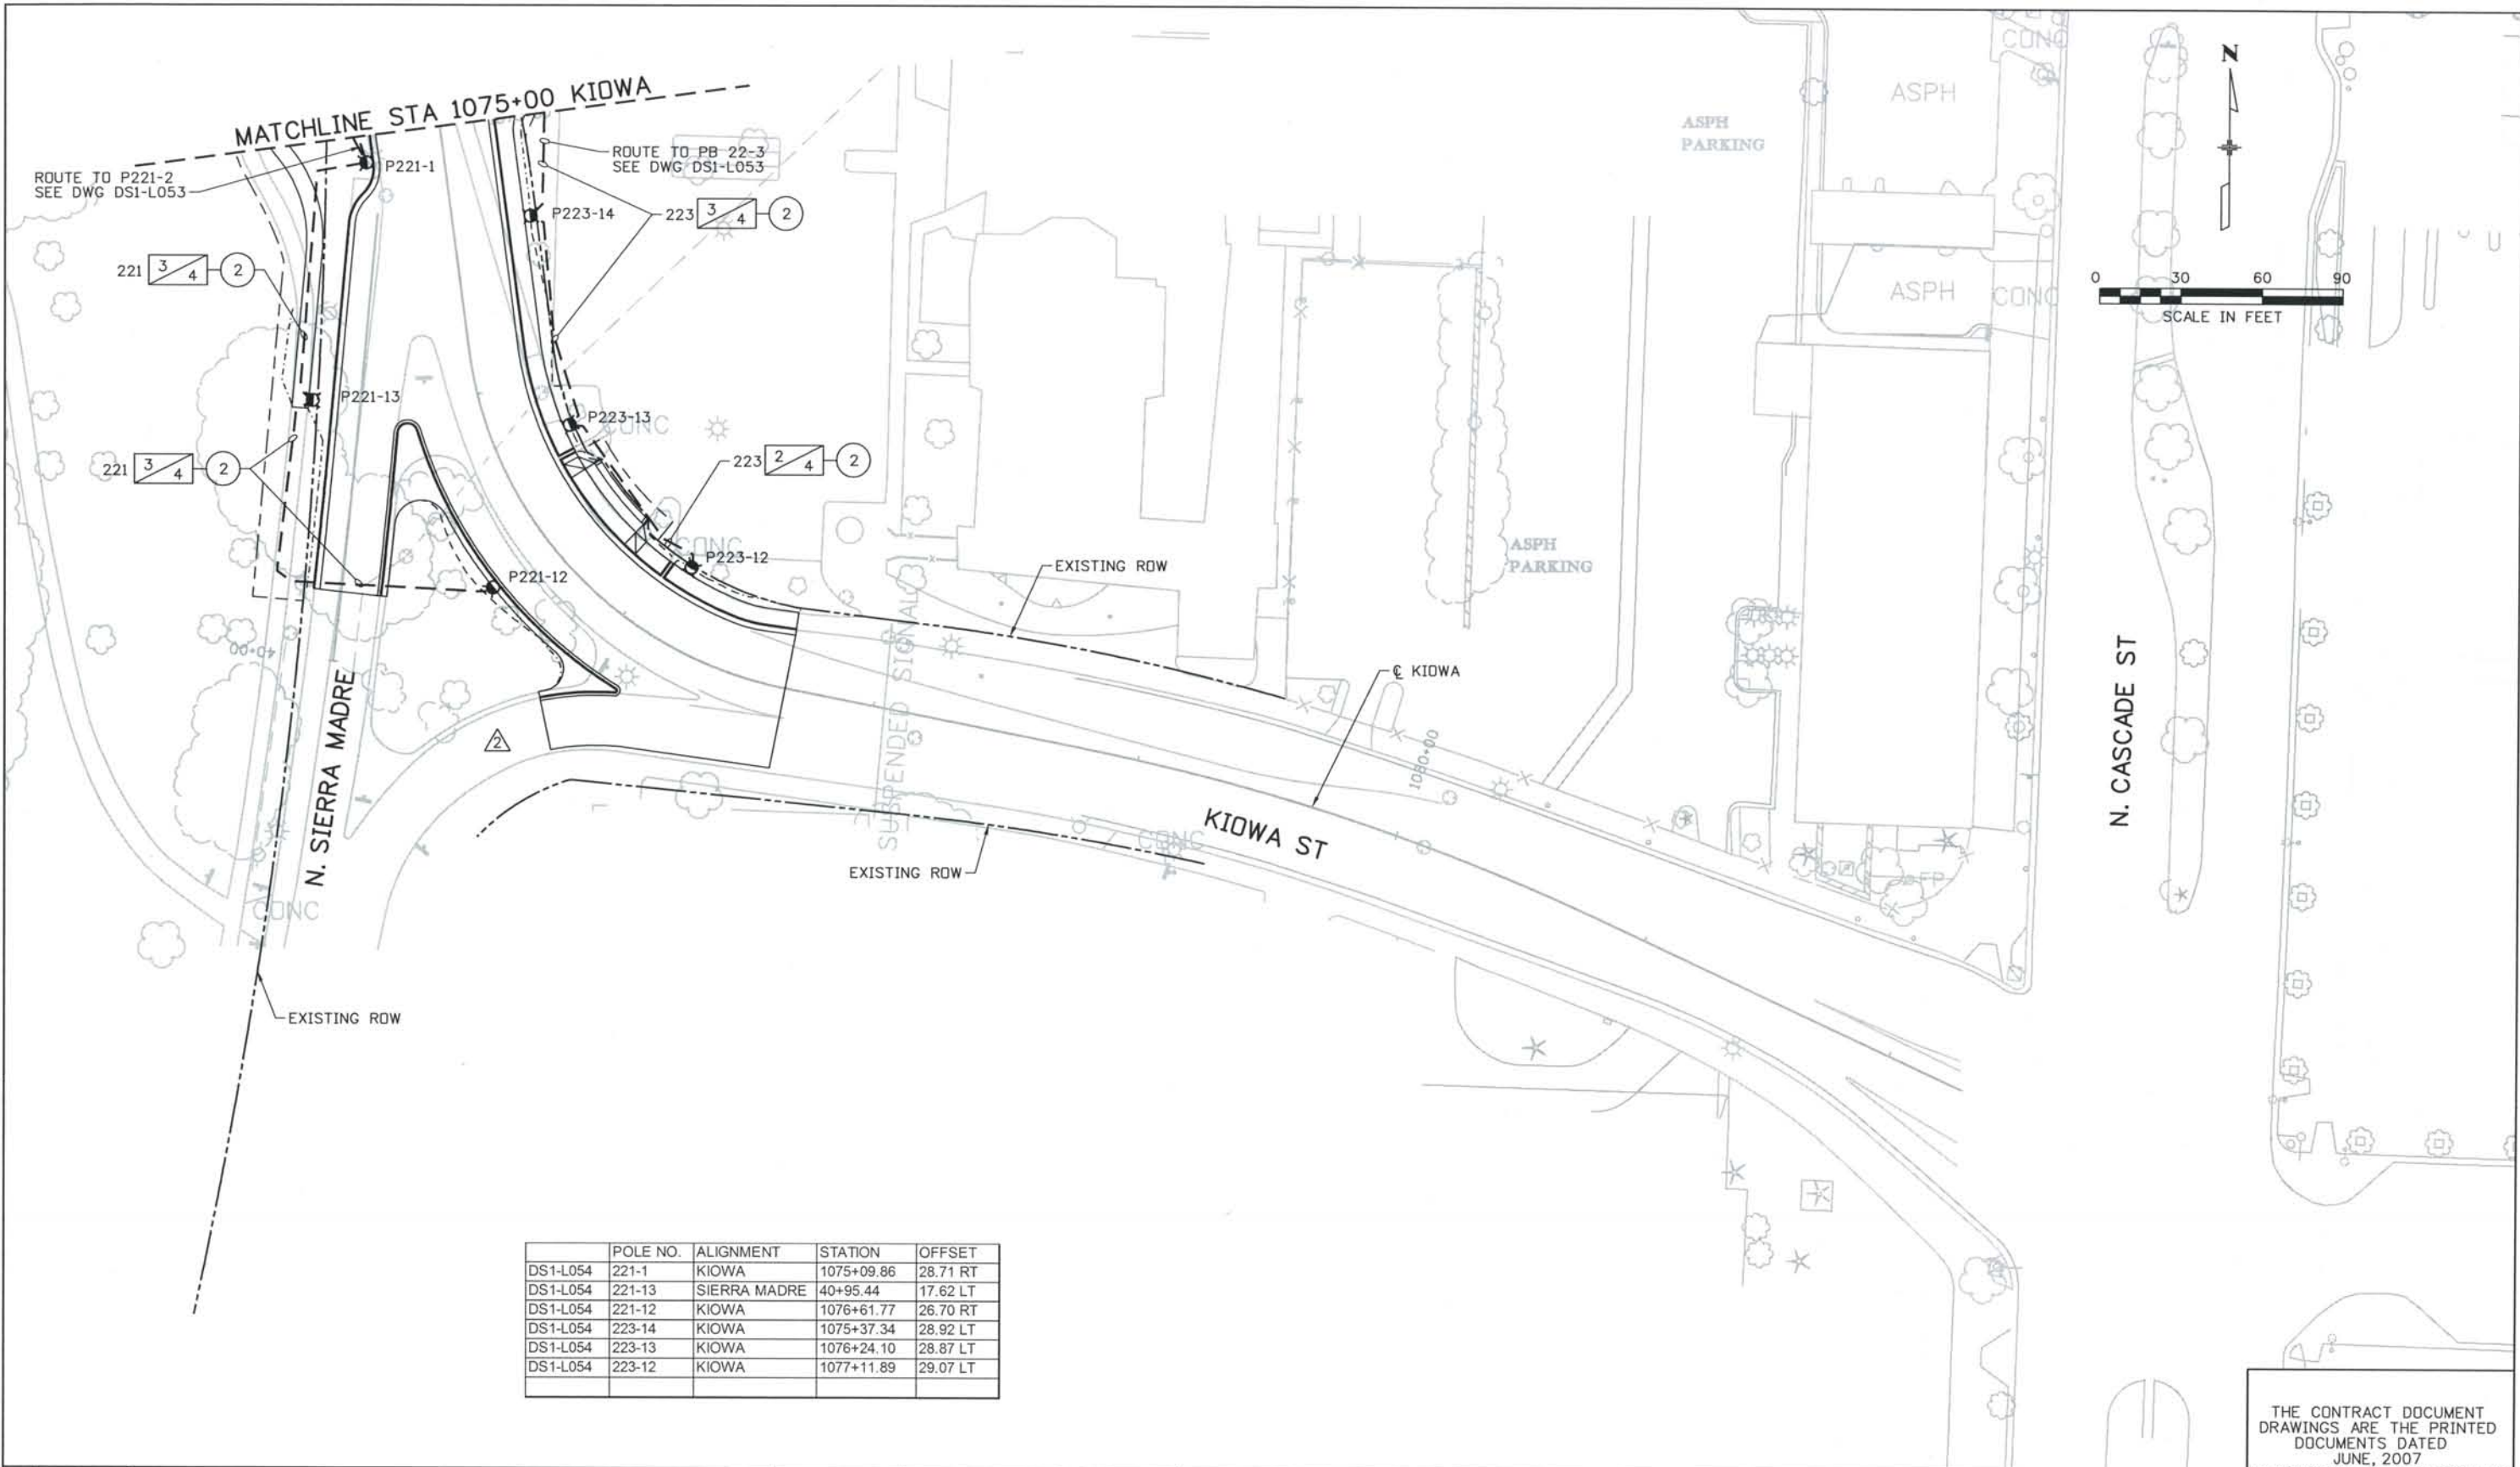 MATCHLINE STA 1075+00 KIOWA
ROUTE TO P221-2
SEE DWG DS1-L053
P221-1
ROUTE TO PB 22-3
SEE DWG DS1-L053
P223-14
223 3/4 2
221 3/4 2
P221-13
P223-13
CONC
221 3/4 2
223 2/4 2
CONC
P223-12
P221-12
EXISTING ROW
40+00
N. SIERRA MADRE
2
SUSPENDED SIGNAL
℄ KIOWA
1080+00
KIOWA ST
CONC
EXISTING ROW
CONC
EXISTING ROW
ASPH
PARKING
ASPH
PARKING
CONC
ASPH
ASPH
CONC
FP
N
0 30 60 90
SCALE IN FEET
N. CASCADE ST
POLE NO. ALIGNMENT STATION OFFSET
DS1-L054 221-1 KIOWA 1075+09.86 28.71 RT
DS1-L054 221-13 SIERRA MADRE 40+95.44 17.62 LT
DS1-L054 221-12 KIOWA 1076+61.77 26.70 RT
DS1-L054 223-14 KIOWA 1075+37.34 28.92 LT
DS1-L054 223-13 KIOWA 1076+24.10 28.87 LT
DS1-L054 223-12 KIOWA 1077+11.89 29.07 LT
THE CONTRACT DOCUMENT
DRAWINGS ARE THE PRINTED
DOCUMENTS DATED
JUNE, 2007